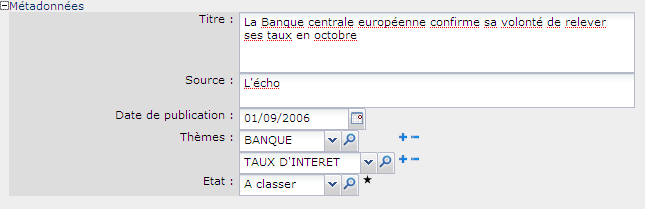 Métadonnées
Titre : La Banque centrale européenne confirme sa volonté de relever
ses taux en octobre
Source : L'écho
Date de publication : 01/09/2006
Thèmes : BANQUE
TAUX D'INTERET
Etat : A classer